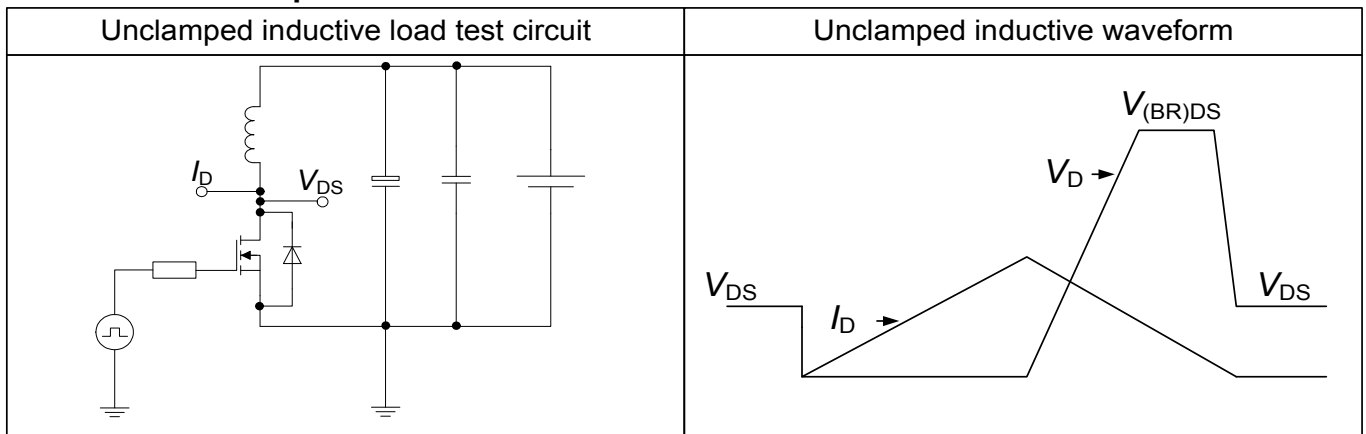 Unclamped inductive load test circuit
Unclamped inductive waveform
I_D
V_DS
V_(BR)DS
V_D
V_DS
I_D
V_DS